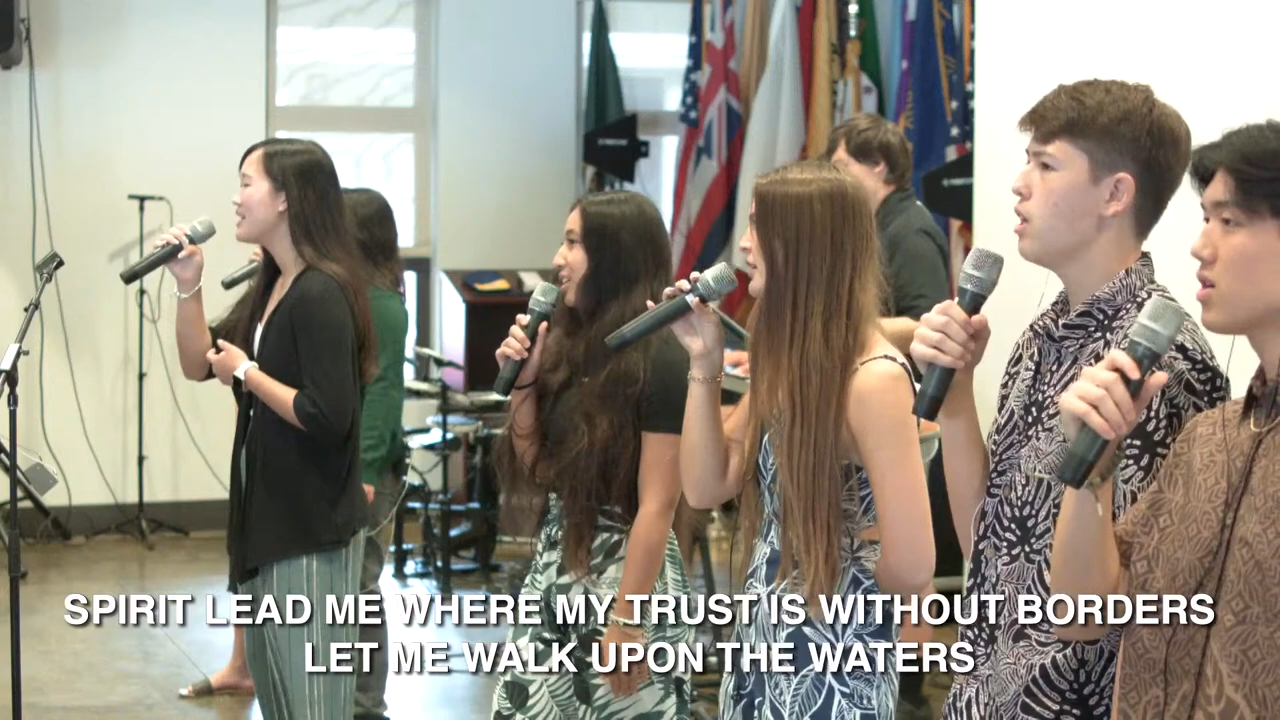 SPIRIT LEAD ME WHERE MY TRUST IS WITHOUT BORDERS
LET ME WALK UPON THE WATERS